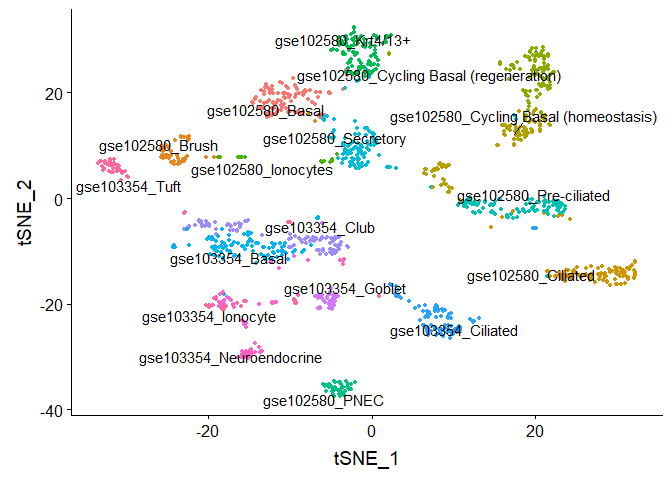 gse102580_Krt4/13+
gse102580_Cycling Basal (regeneration)
gse102580_Basal
gse102580_Cycling Basal (homeostasis)
gse102580_Secretory
gse102580_Brush
gse102580_Ionocytes
gse103354_Tuft
gse102580_Pre-ciliated
gse103354_Club
gse103354_Basal
gse102580_Ciliated
gse103354_Goblet
gse103354_Ionocyte
gse103354_Ciliated
gse103354_Neuroendocrine
gse102580_PNEC
20
0
-20
-40
tSNE_2
-20
0
20
tSNE_1